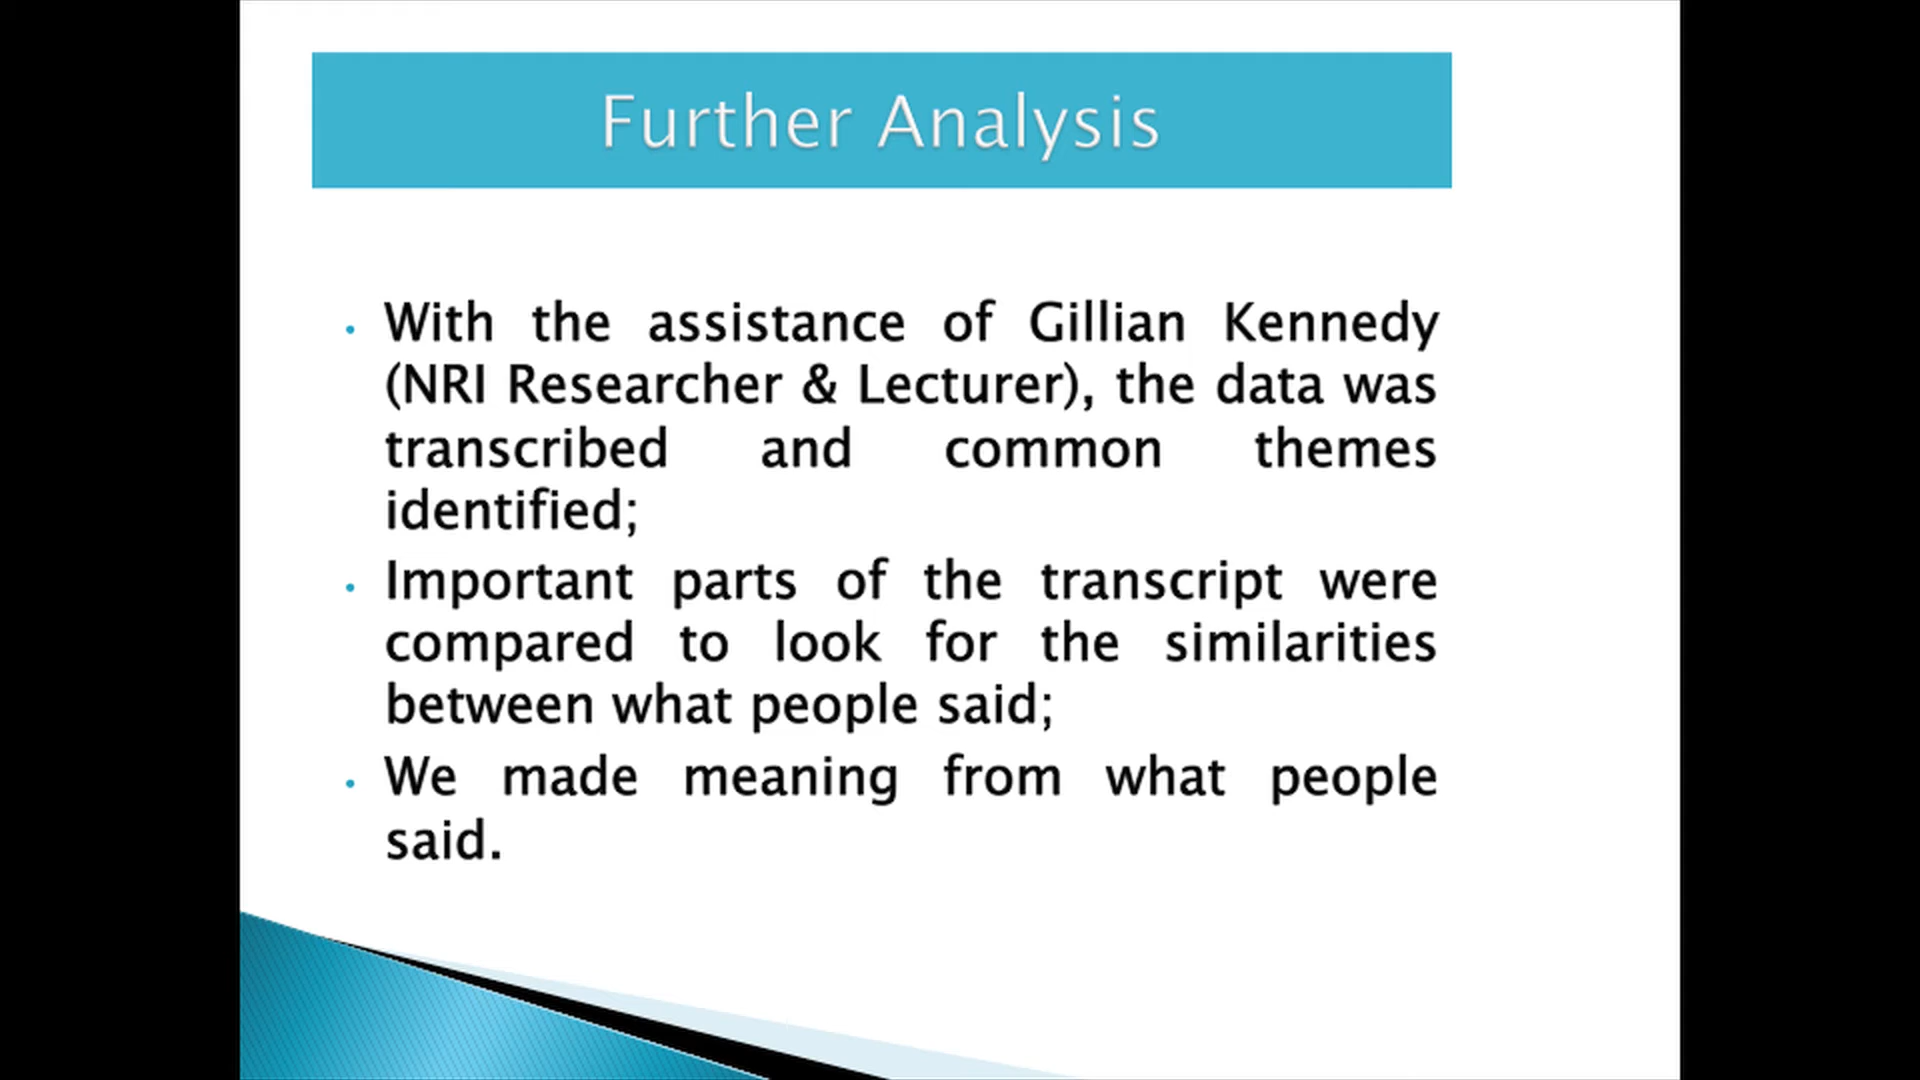 Further Analysis
• With the assistance of Gillian Kennedy
(NRI Researcher & Lecturer), the data was
transcribed and common themes
identified;
• Important parts of the transcript were
compared to look for the similarities
between what people said;
• We made meaning from what people
said.